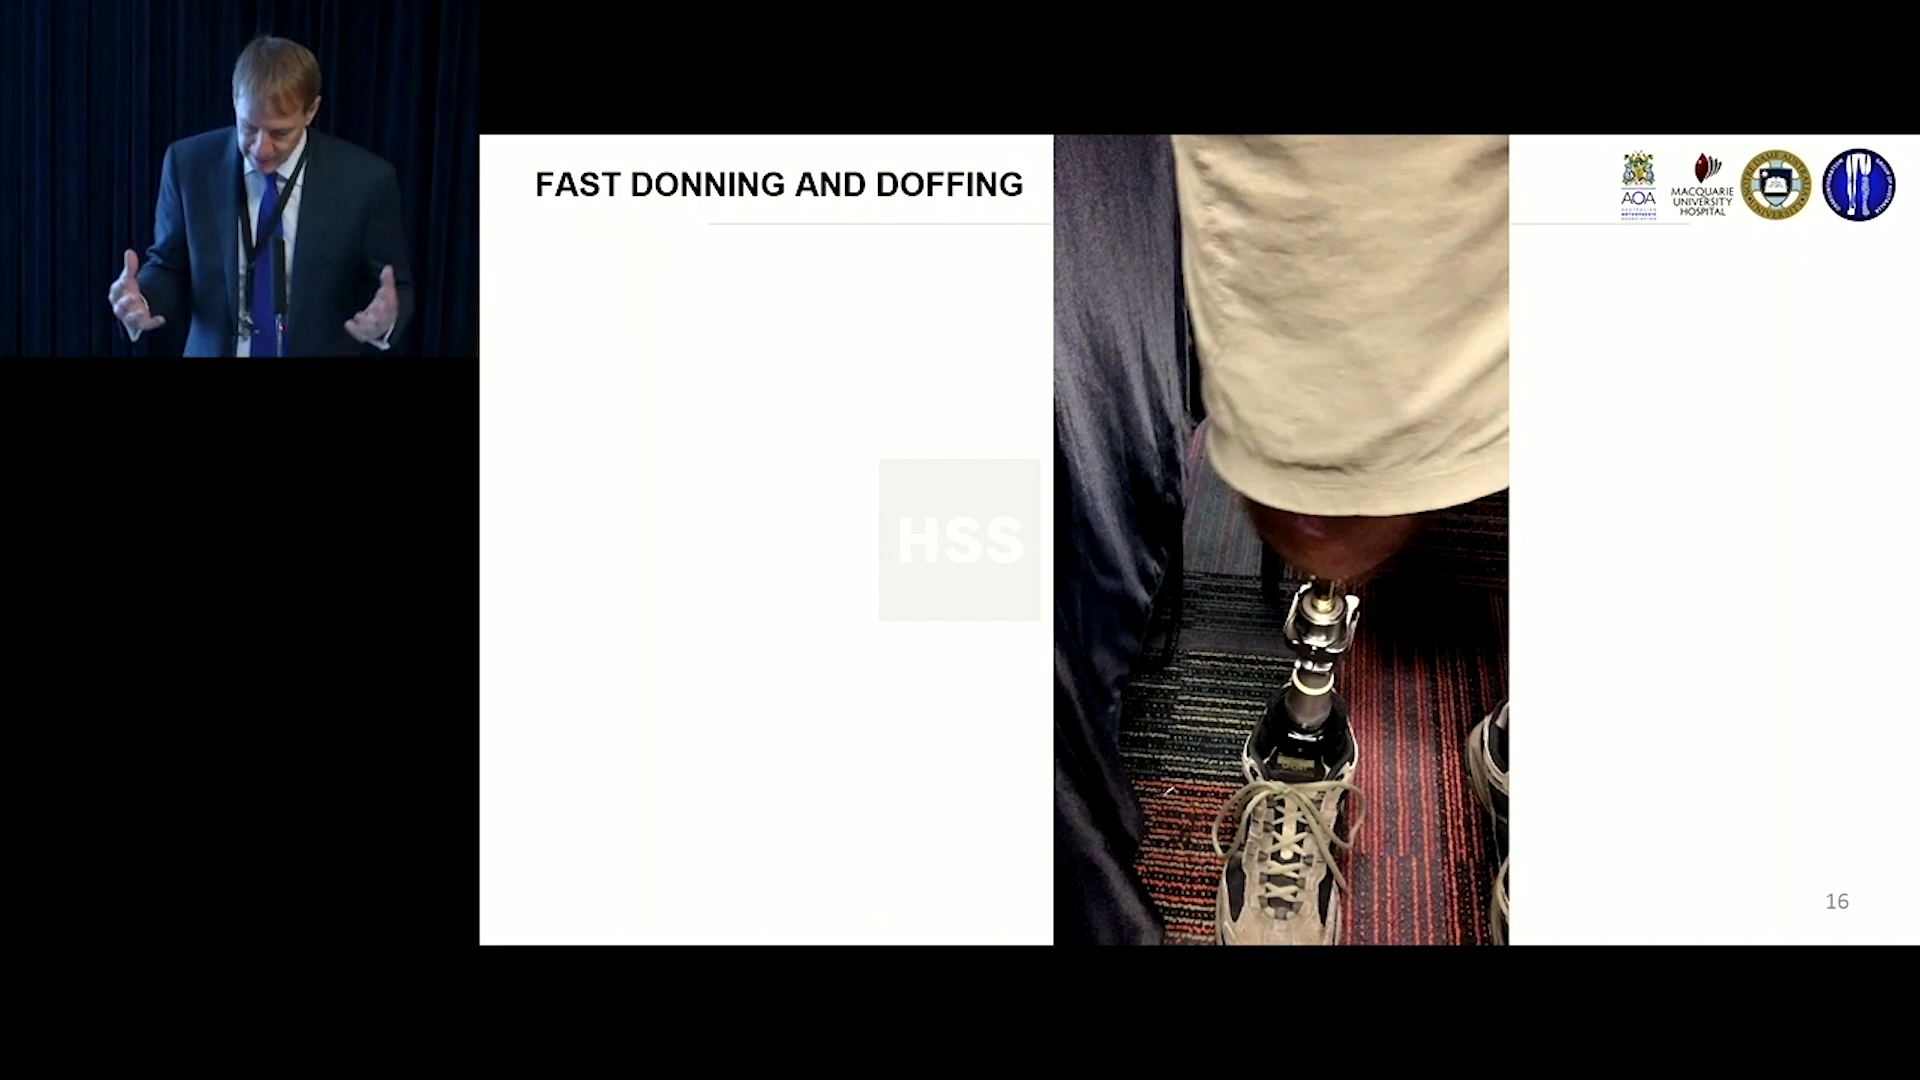 FAST DONNING AND DOFFING
AOA
MACQUARIE
UNIVERSITY
HOSPITAL
HSS
16